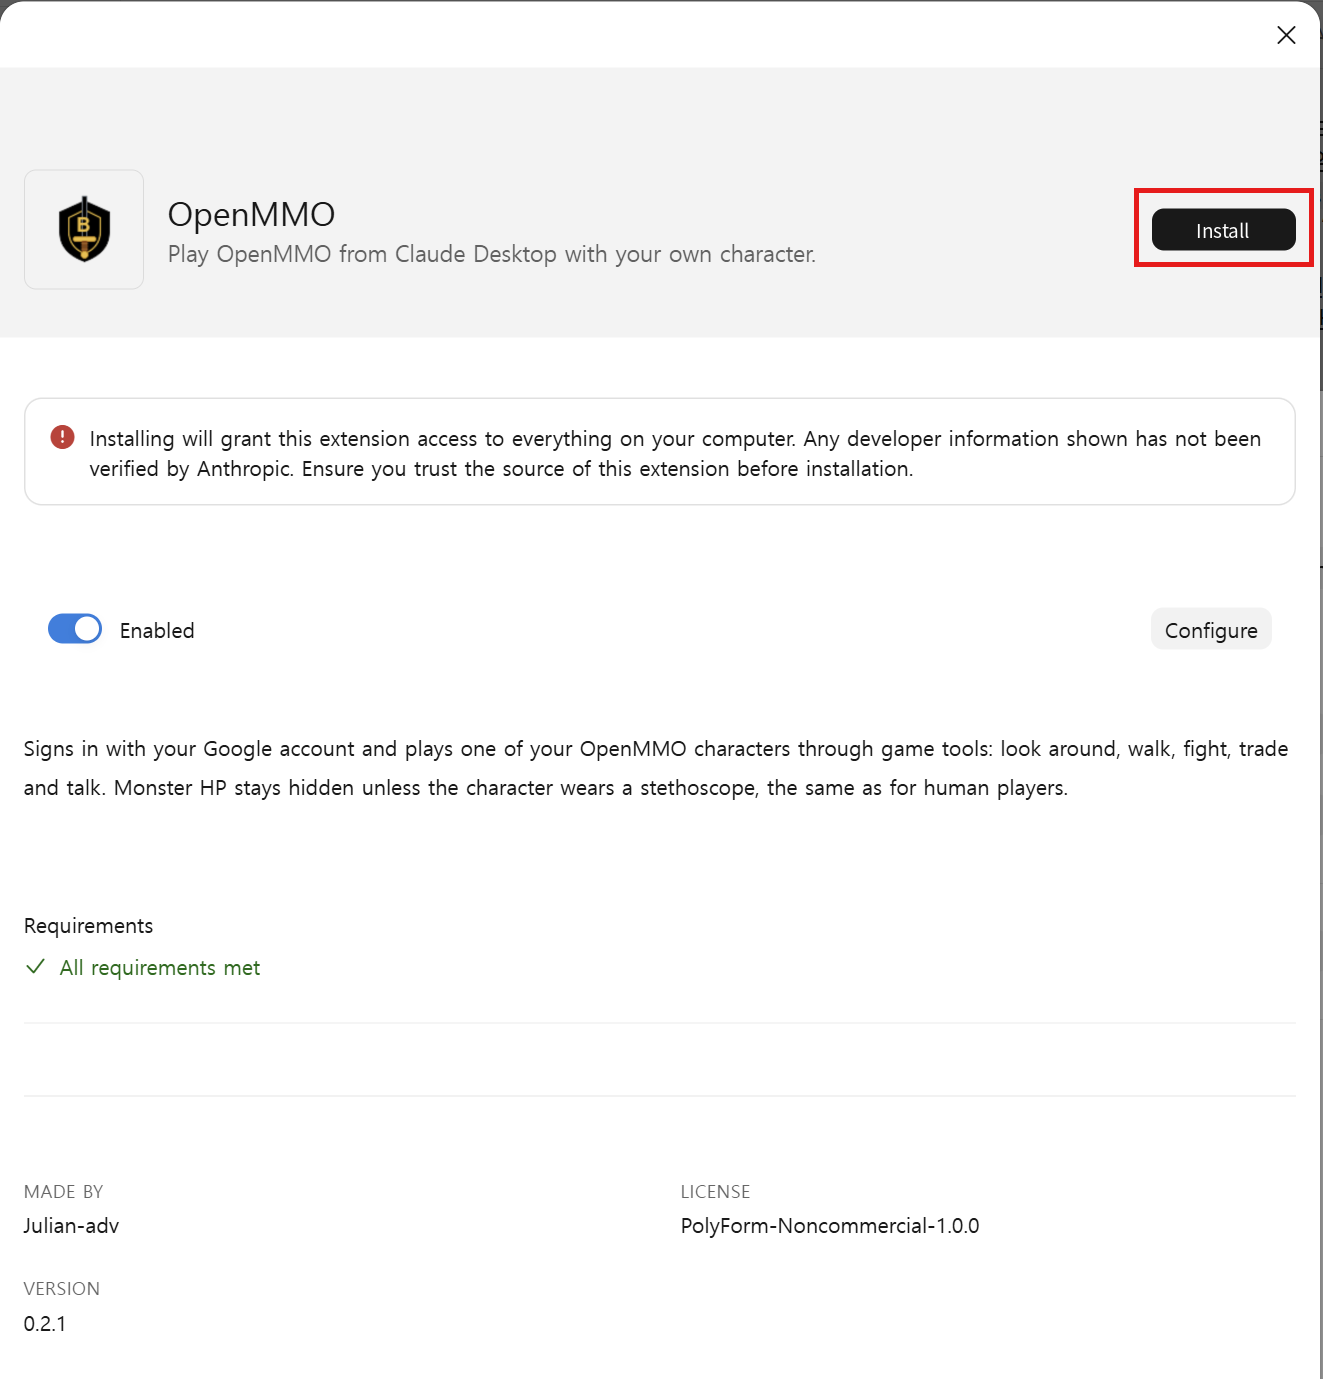 OpenMMO
Play OpenMMO from Claude Desktop with your own character.
Install
Installing will grant this extension access to everything on your computer. Any developer information shown has not been
verified by Anthropic. Ensure you trust the source of this extension before installation.
Enabled
Configure
Signs in with your Google account and plays one of your OpenMMO characters through game tools: look around, walk, fight, trade
and talk. Monster HP stays hidden unless the character wears a stethoscope, the same as for human players.
Requirements
All requirements met
MADE BY
Julian-adv
LICENSE
PolyForm-Noncommercial-1.0.0
VERSION
0.2.1